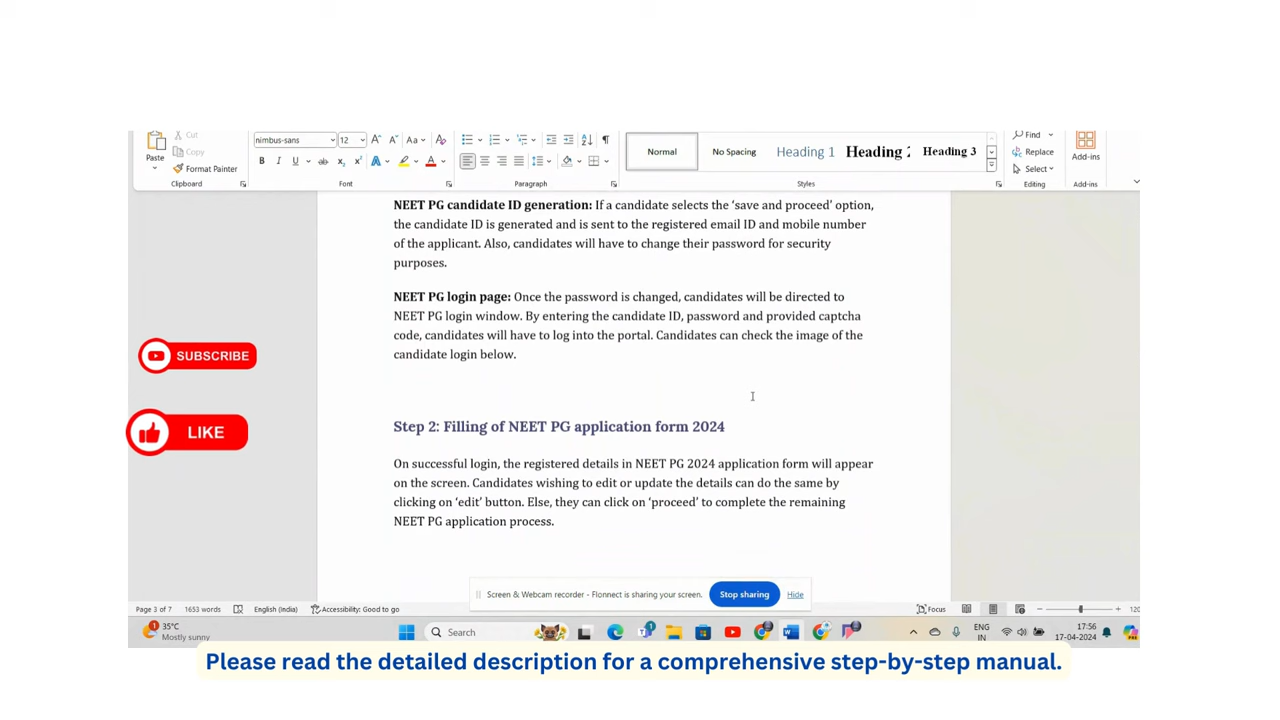 Cut
Copy
Paste
Format Painter
Clipboard
nimbus-sans
12
Aa
B I U ab x₂ x²
A
A
Font
Paragraph
Normal
No Spacing
Heading 1
Heading 2
Heading 3
Styles
Find
Replace
Select
Editing
Add-ins
Add-ins
NEET PG candidate ID generation: If a candidate selects the ‘save and proceed’ option,
the candidate ID is generated and is sent to the registered email ID and mobile number
of the applicant. Also, candidates will have to change their password for security
purposes.
NEET PG login page: Once the password is changed, candidates will be directed to
NEET PG login window. By entering the candidate ID, password and provided captcha
code, candidates will have to log into the portal. Candidates can check the image of the
candidate login below.
SUBSCRIBE
LIKE
Step 2: Filling of NEET PG application form 2024
On successful login, the registered details in NEET PG 2024 application form will appear
on the screen. Candidates wishing to edit or update the details can do the same by
clicking on ‘edit’ button. Else, they can click on ‘proceed’ to complete the remaining
NEET PG application process.
Screen & Webcam recorder - Flonnect is sharing your screen.
Stop sharing
Hide
Page 3 of 7
1653 words
English (India)
Accessibility: Good to go
Focus
120
35°C
Mostly sunny
Search
ENG
IN
17:56
17-04-2024
Please read the detailed description for a comprehensive step-by-step manual.